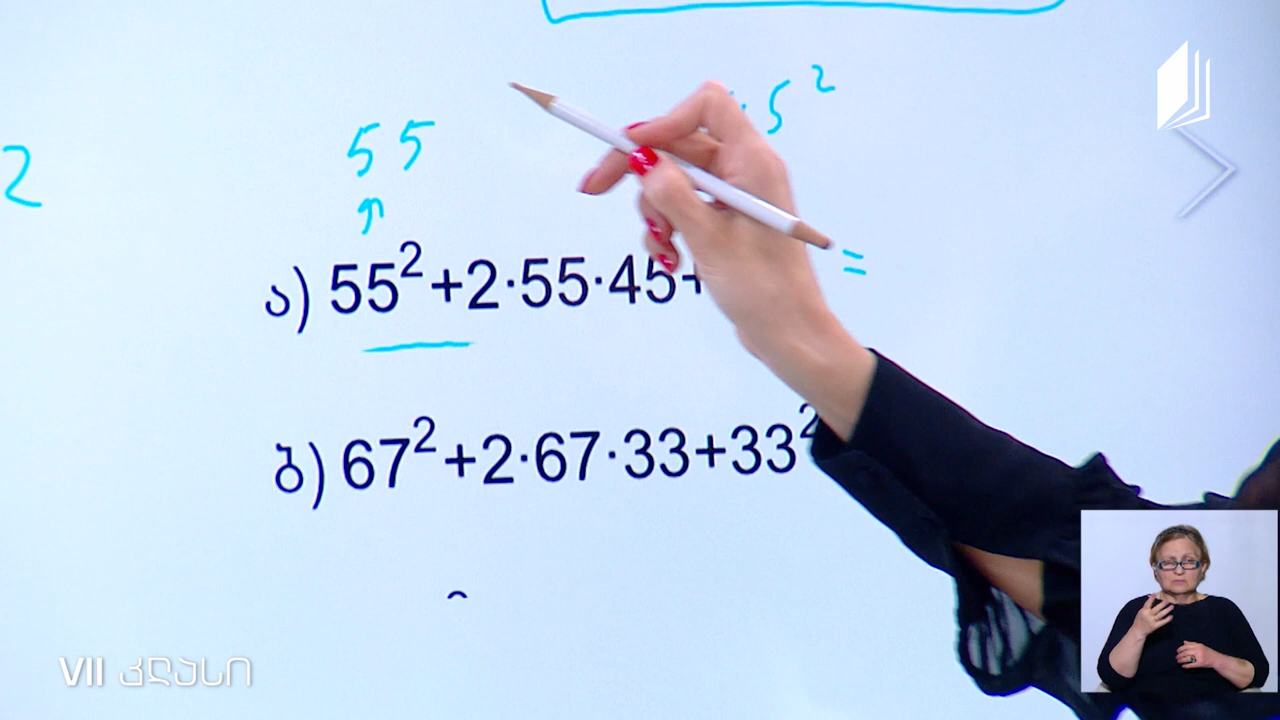 5²
55
2
ა) 55²+2·55·45+
=
ბ) 67²+2·67·33+33²
VII კლასი